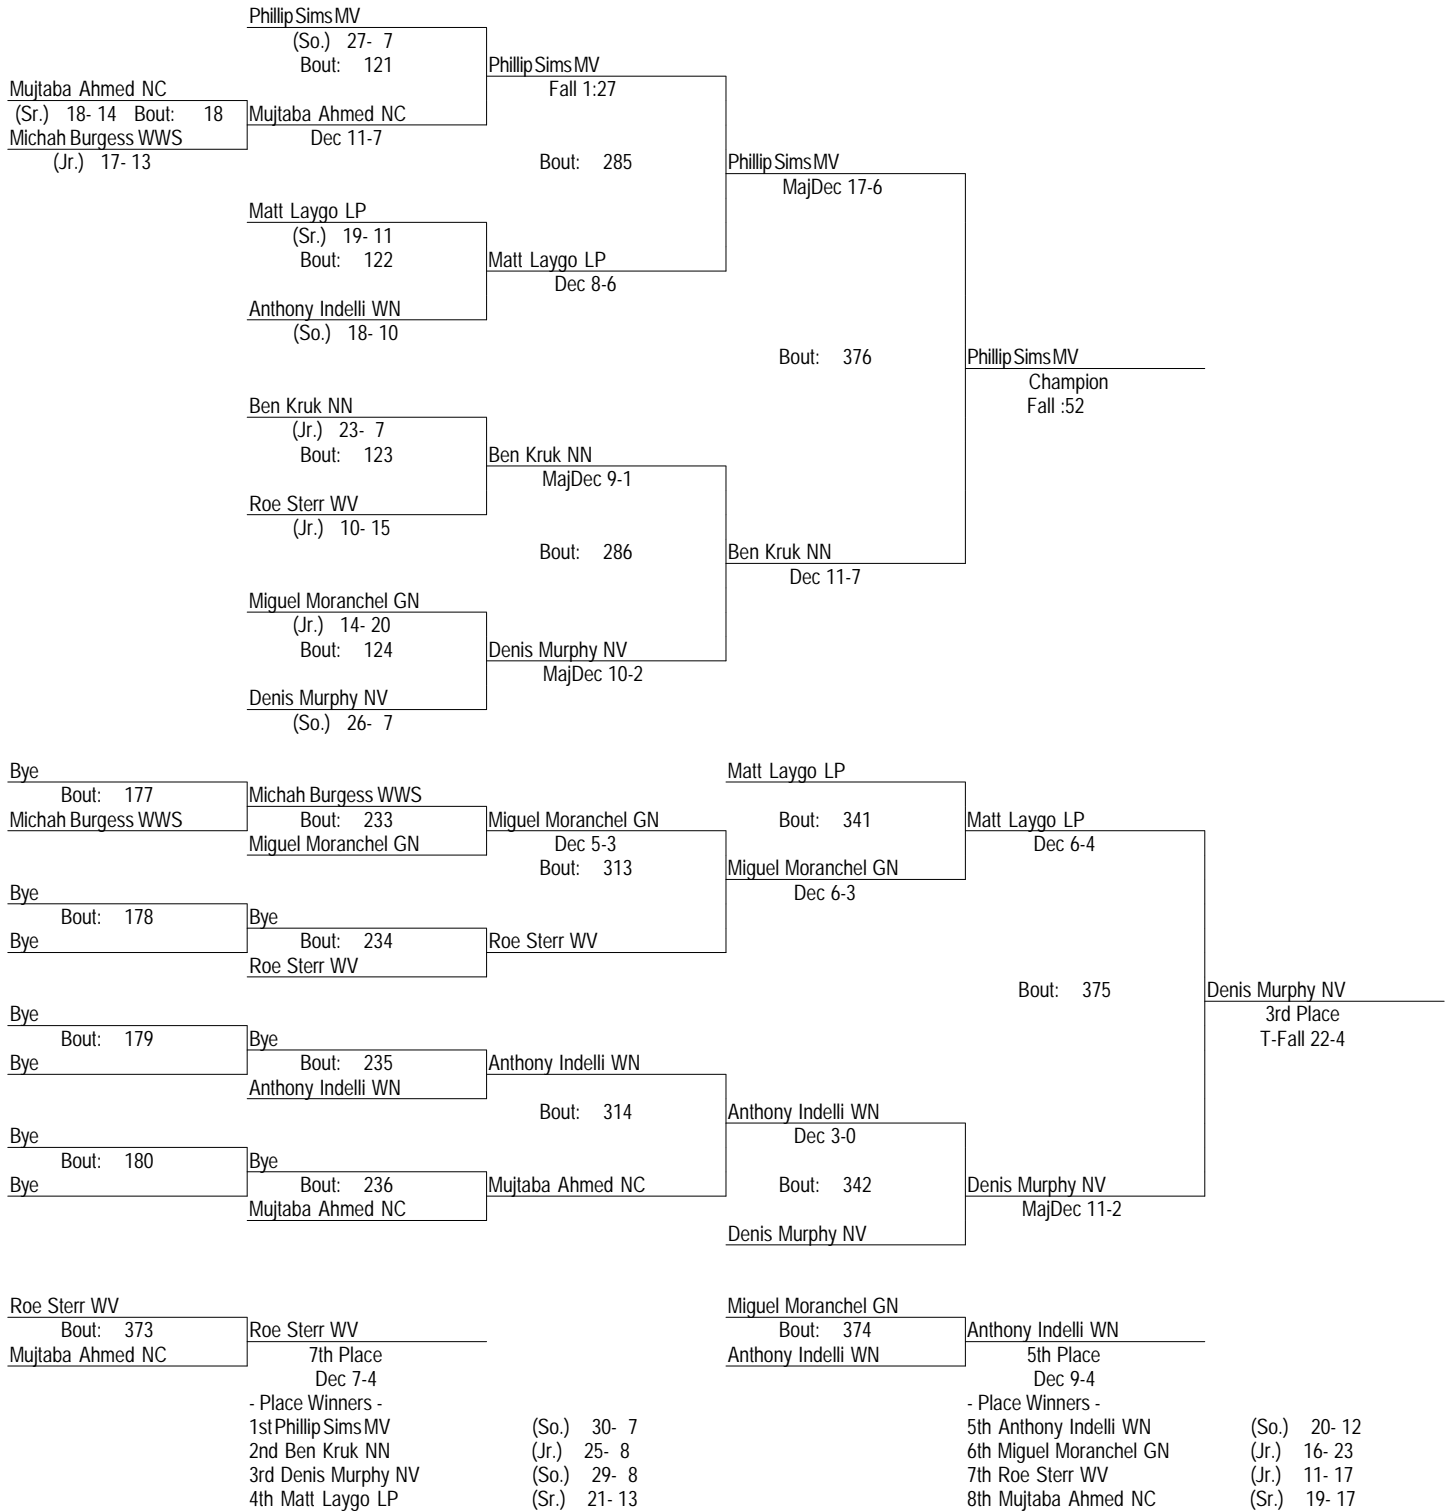 Phillip Sims MV
(So.) 27- 7
Bout: 121
Phillip Sims MV
Fall 1:27
Mujtaba Ahmed NC
(Sr.) 18- 14 Bout: 18
Mujtaba Ahmed NC
Michah Burgess WWS
Dec 11-7
(Jr.) 17- 13
Bout: 285
Phillip Sims MV
MajDec 17-6
Matt Laygo LP
(Sr.) 19- 11
Bout: 122
Matt Laygo LP
Dec 8-6
Anthony Indelli WN
(So.) 18- 10
Bout: 376
Phillip Sims MV
Champion
Fall :52
Ben Kruk NN
(Jr.) 23- 7
Bout: 123
Ben Kruk NN
MajDec 9-1
Roe Sterr WV
(Jr.) 10- 15
Bout: 286
Ben Kruk NN
Dec 11-7
Miguel Moranchel GN
(Jr.) 14- 20
Bout: 124
Denis Murphy NV
MajDec 10-2
Denis Murphy NV
(So.) 26- 7
Bye
Bout: 177
Michah Burgess WWS
Michah Burgess WWS
Bout: 233
Miguel Moranchel GN
Miguel Moranchel GN
Dec 5-3
Bout: 313
Matt Laygo LP
Bout: 341
Matt Laygo LP
Dec 6-4
Miguel Moranchel GN
Dec 6-3
Bye
Bout: 178
Bye
Bye
Bout: 234
Roe Sterr WV
Roe Sterr WV
Bout: 375
Denis Murphy NV
3rd Place
T-Fall 22-4
Bye
Bout: 179
Bye
Bye
Bout: 235
Anthony Indelli WN
Anthony Indelli WN
Bout: 314
Anthony Indelli WN
Dec 3-0
Bye
Bout: 180
Bye
Bye
Bout: 236
Mujtaba Ahmed NC
Mujtaba Ahmed NC
Bout: 342
Denis Murphy NV
MajDec 11-2
Denis Murphy NV
Roe Sterr WV
Bout: 373
Mujtaba Ahmed NC
Roe Sterr WV
7th Place
Dec 7-4
Miguel Moranchel GN
Bout: 374
Anthony Indelli WN
Anthony Indelli WN
5th Place
Dec 9-4
- Place Winners -
1st Phillip Sims MV (So.) 30- 7
2nd Ben Kruk NN (Jr.) 25- 8
3rd Denis Murphy NV (So.) 29- 8
4th Matt Laygo LP (Sr.) 21- 13
- Place Winners -
5th Anthony Indelli WN (So.) 20- 12
6th Miguel Moranchel GN (Jr.) 16- 23
7th Roe Sterr WV (Jr.) 11- 17
8th Mujtaba Ahmed NC (Sr.) 19- 17